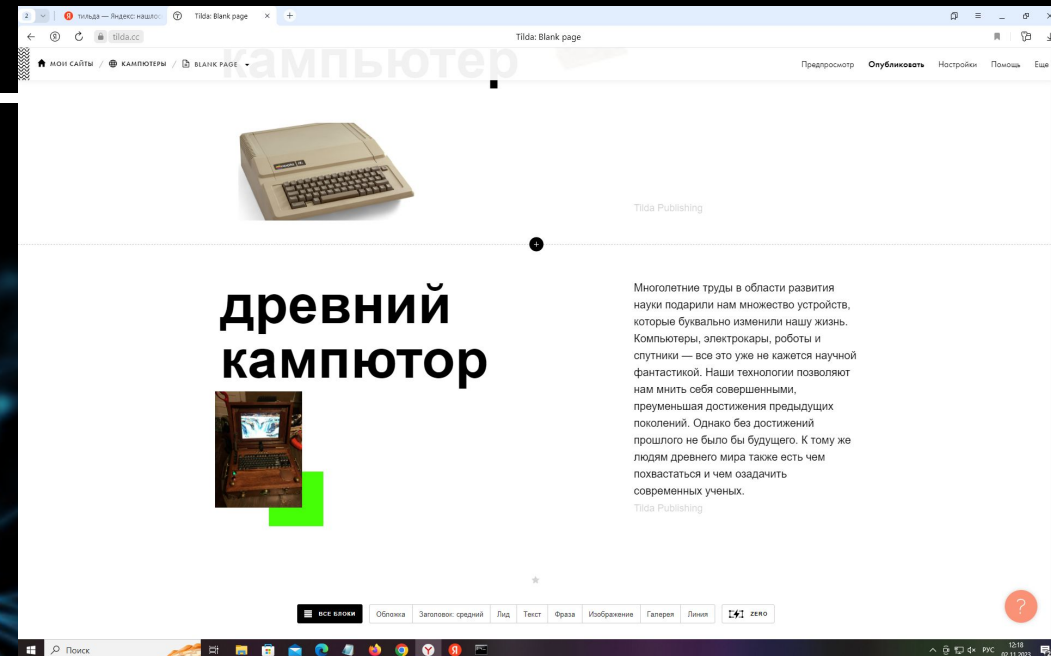 2
тильда — Яндекс: нашлос
Tilda: Blank page
tilda.cc
Tilda: Blank page
МОИ САЙТЫ / КАМПЮТЕРЫ / BLANK PAGE
Предпросмотр Опубликовать Настройки Помощь Еще
кампьютер
Tilda Publishing
древний
кампютор
Многолетние труды в области развития
науки подарили нам множество устройств,
которые буквально изменили нашу жизнь.
Компьютеры, электрокары, роботы и
спутники — все это уже не кажется научной
фантастикой. Наши технологии позволяют
нам мнить себя совершенными,
преуменьшая достижения предыдущих
поколений. Однако без достижений
прошлого не было бы будущего. К тому же
людям древнего мира также есть чем
похвастаться и чем озадачить
современных ученых.
Tilda Publishing
ВСЕ БЛОКИ Обложка Заголовок: средний Лид Текст Фраза Изображение Галерея Линия ZERO
?
Поиск
РУС
12:18
02.11.2023